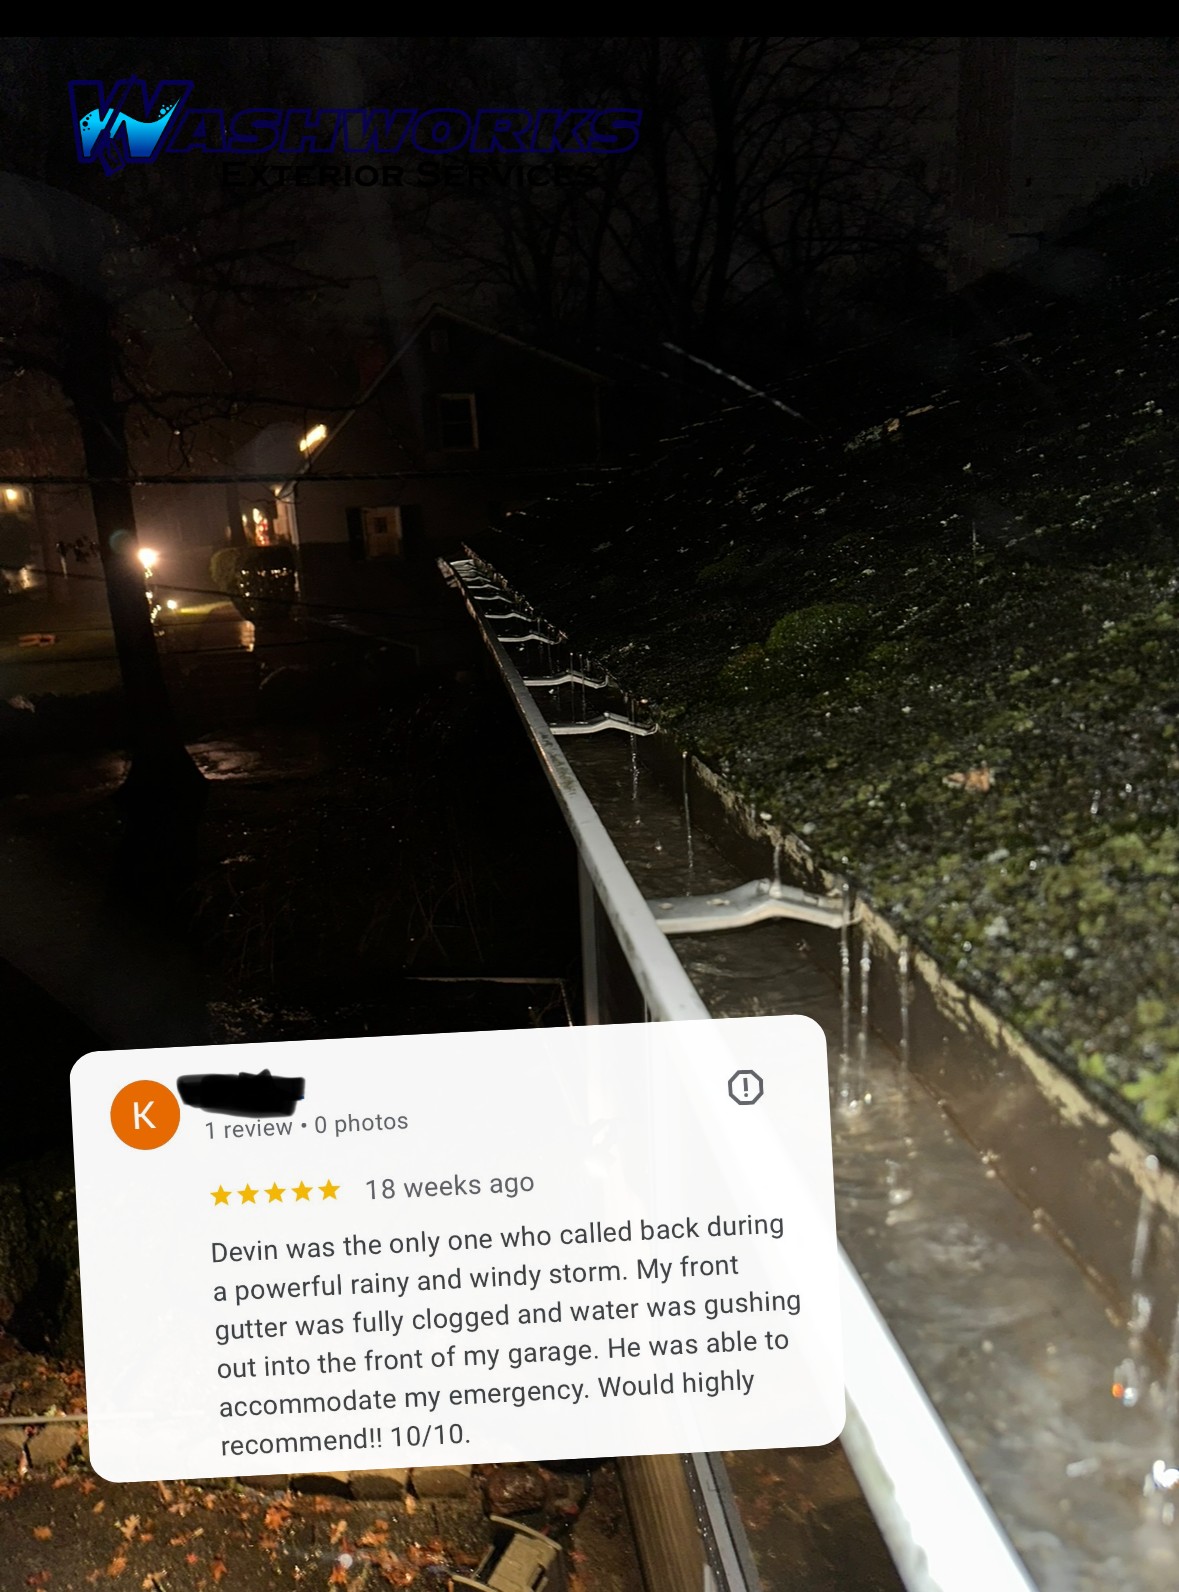 WASHWORKS
EXTERIOR SERVICES
K
1 review • 0 photos
18 weeks ago
Devin was the only one who called back during
a powerful rainy and windy storm. My front
gutter was fully clogged and water was gushing
out into the front of my garage. He was able to
accommodate my emergency. Would highly
recommend!! 10/10.